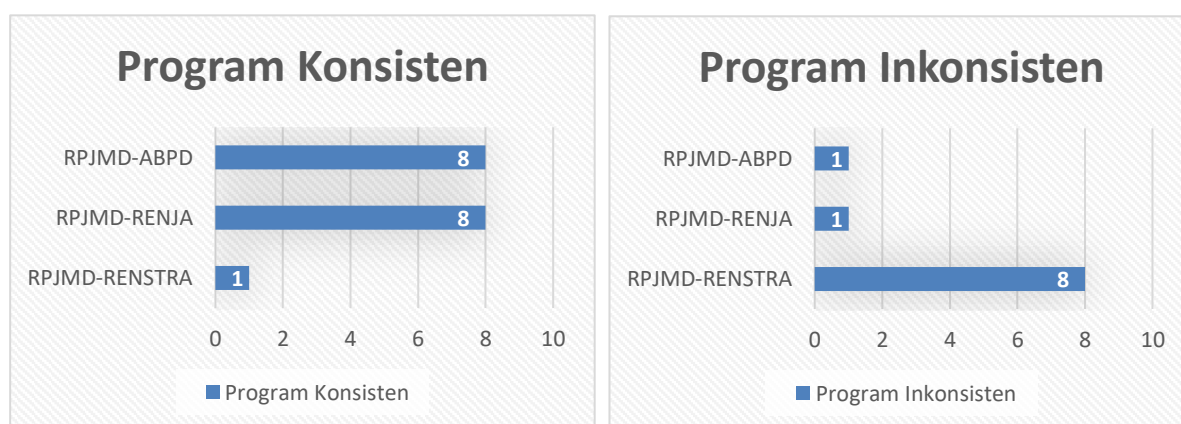 Program Konsisten
RPJMD-ABPD
8
RPJMD-RENJA
8
RPJMD-RENSTRA
1
0 2 4 6 8 10
Program Konsisten
Program Inkonsisten
RPJMD-ABPD
1
RPJMD-RENJA
1
RPJMD-RENSTRA
8
0 2 4 6 8 10
Program Inkonsisten